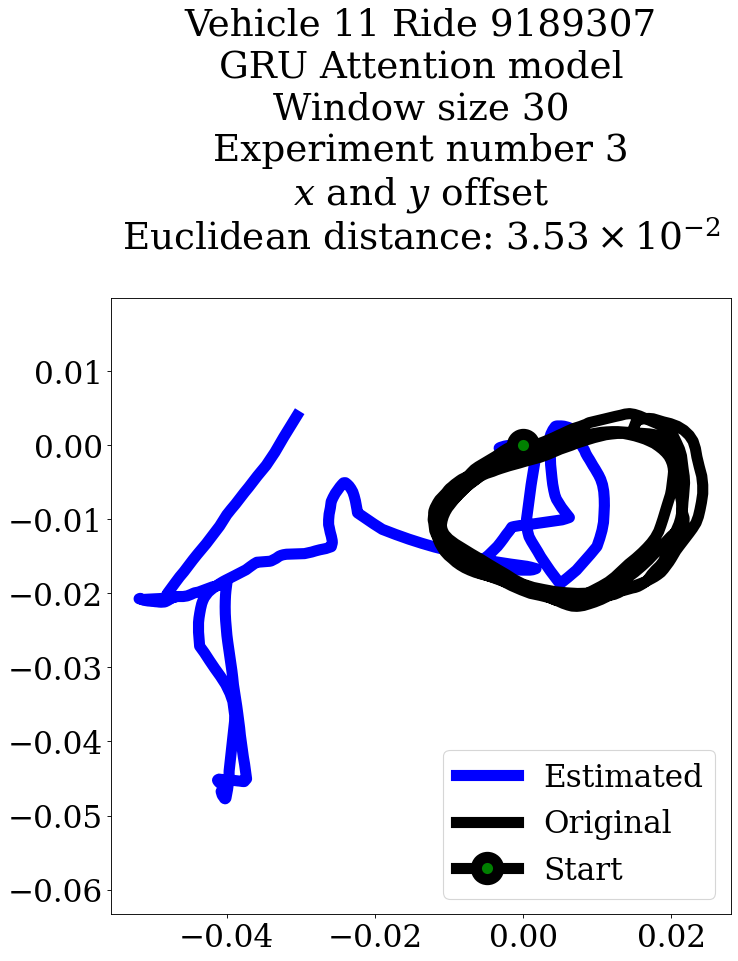 Vehicle 11 Ride 9189307
GRU Attention model
Window size 30
Experiment number 3
x and y offset
Euclidean distance: 3.53 × 10⁻²
0.01
0.00
−0.01
−0.02
−0.03
−0.04
−0.05
−0.06
Estimated
Original
Start
−0.04 −0.02 0.00 0.02